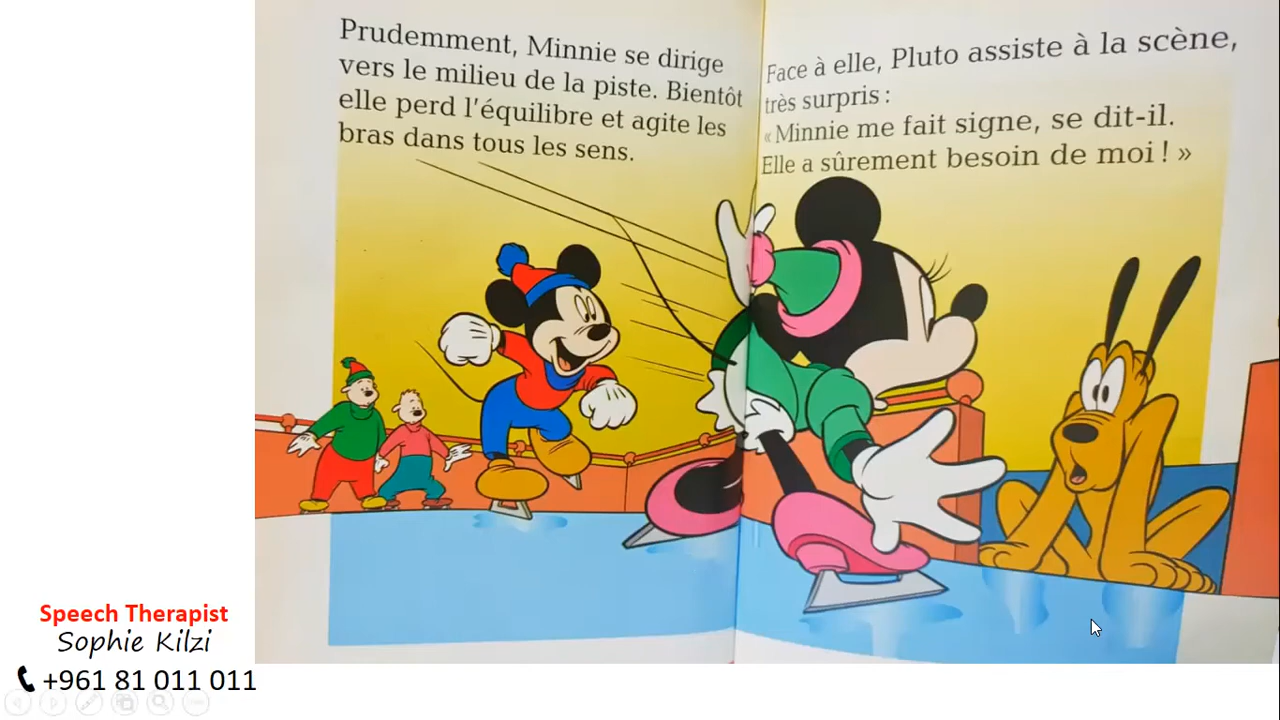 Prudemment, Minnie se dirige
vers le milieu de la piste. Bientôt
elle perd l'équilibre et agite les
bras dans tous les sens.
Face à elle, Pluto assiste à la scène,
très surpris :
« Minnie me fait signe, se dit-il.
Elle a sûrement besoin de moi ! »
Speech Therapist
Sophie Kilzi
+961 81 011 011